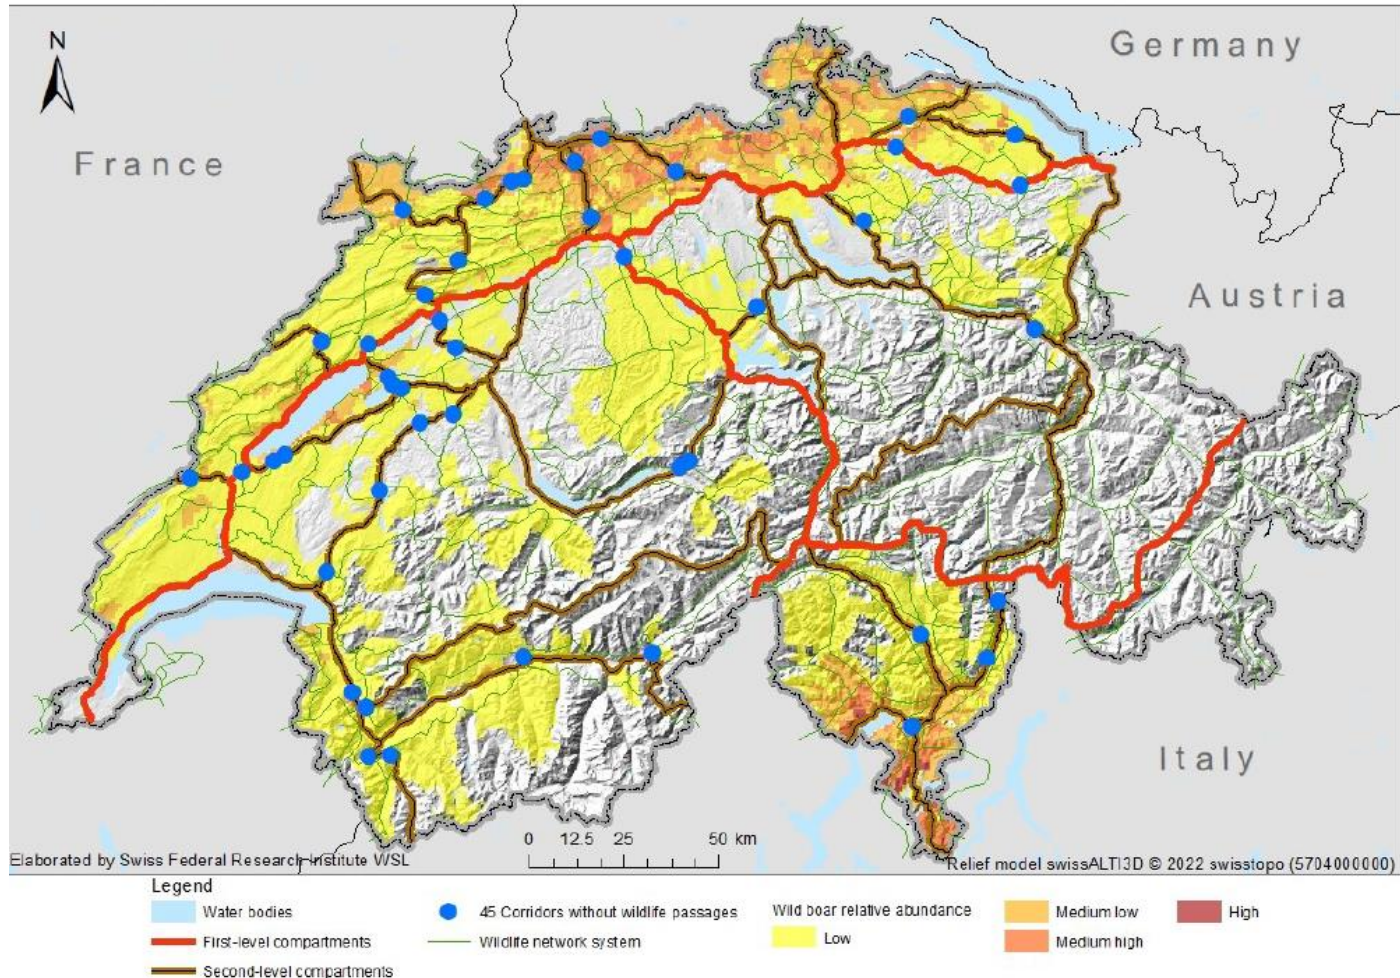 Germany
N
France
Austria
Italy
0 12.5 25 50 km
Elaborated by Swiss Federal Research Institute WSL
Relief model swissALTI3D © 2022 swisstopo (5704000000)
Legend
Water bodies
45 Corridors without wildlife passages
Wild boar relative abundance
Medium low
High
First-level compartments
Wildlife network system
Low
Medium high
Second-level compartments